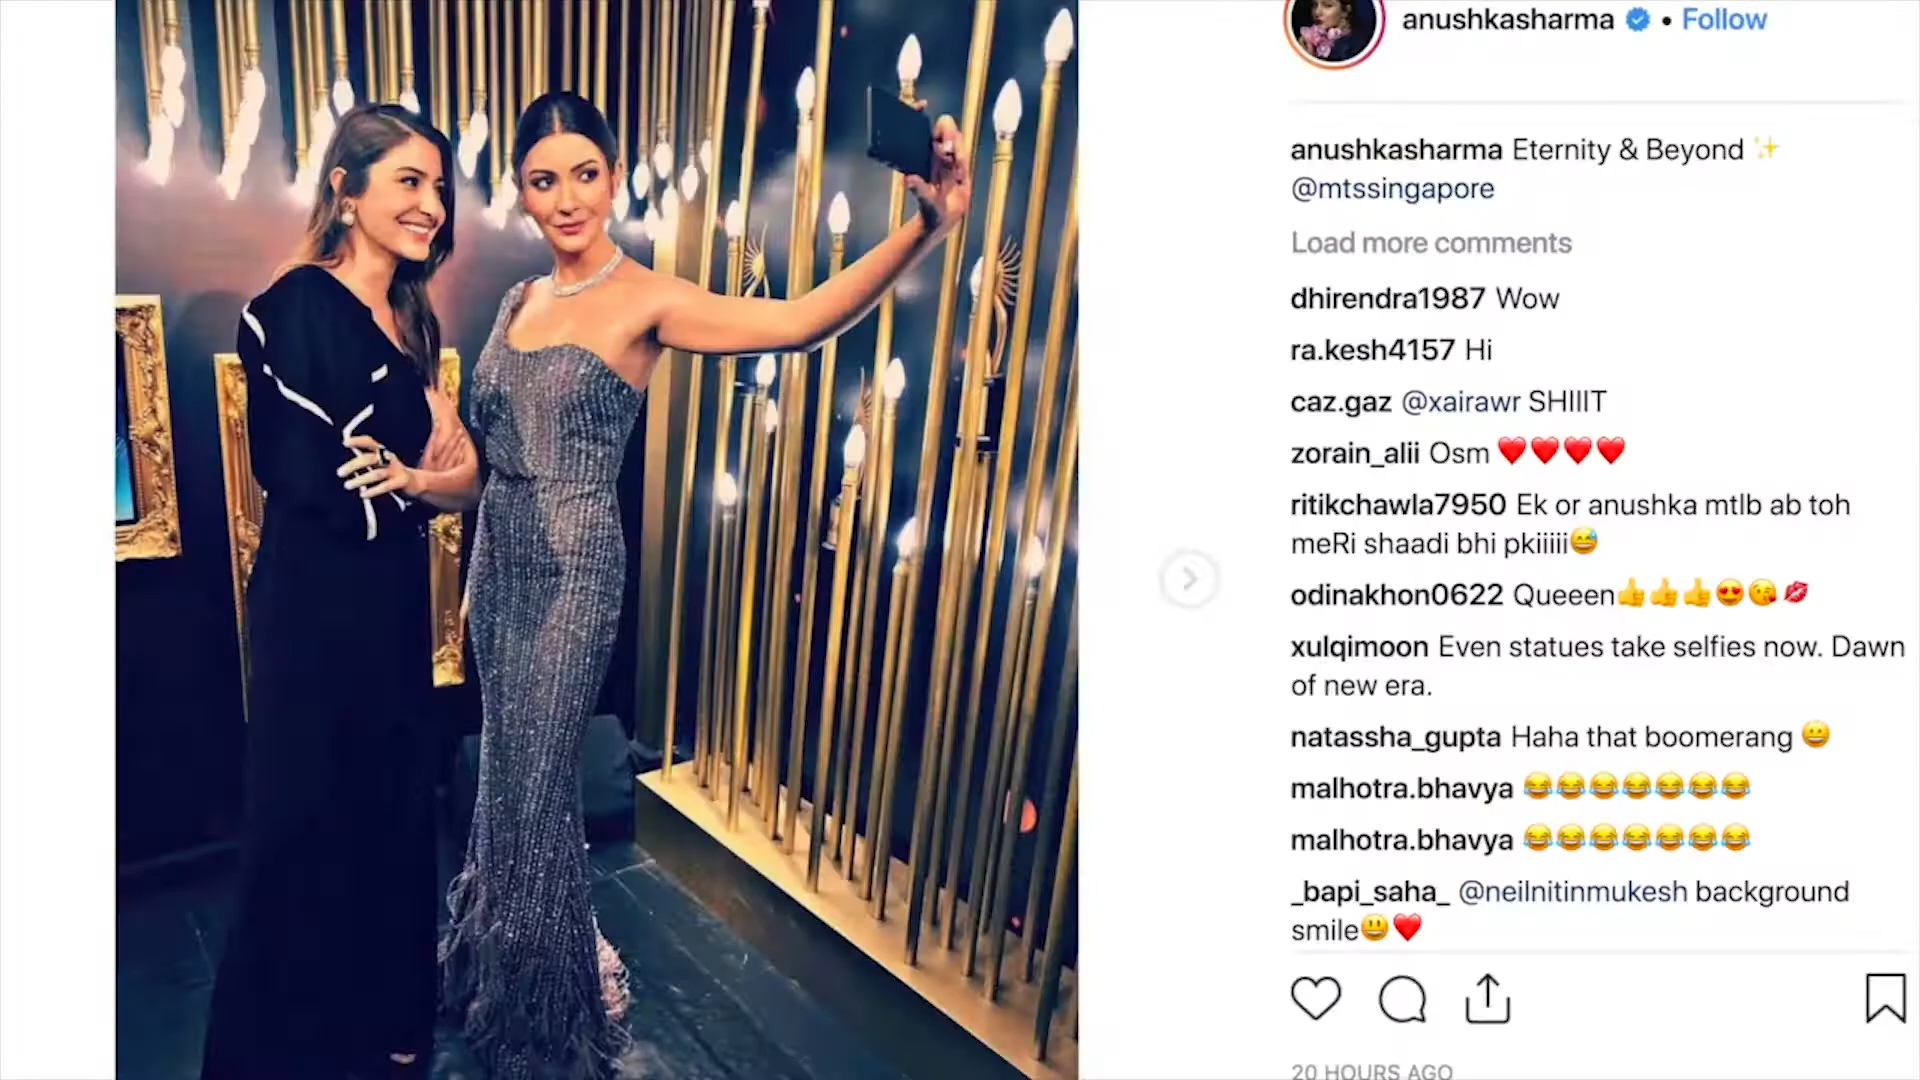 anushkasharma • Follow
anushkasharma Eternity & Beyond ✨
@mtssingapore
Load more comments
dhirendra1987 Wow
ra.kesh4157 Hi
caz.gaz @xairawr SHIIIT
zorain_alii Osm ❤️❤️❤️❤️
ritikchawla7950 Ek or anushka mtlb ab toh
meRi shaadi bhi pkiiiii😅
odinakhon0622 Queeen👍👍👍😍😘💋
xulqimoon Even statues take selfies now. Dawn
of new era.
natassha_gupta Haha that boomerang 😀
malhotra.bhavya 😂😂😂😂😂😂😂
malhotra.bhavya 😂😂😂😂😂😂😂
_bapi_saha_ @neilnitinmukesh background
smile😃❤️
20 HOURS AGO